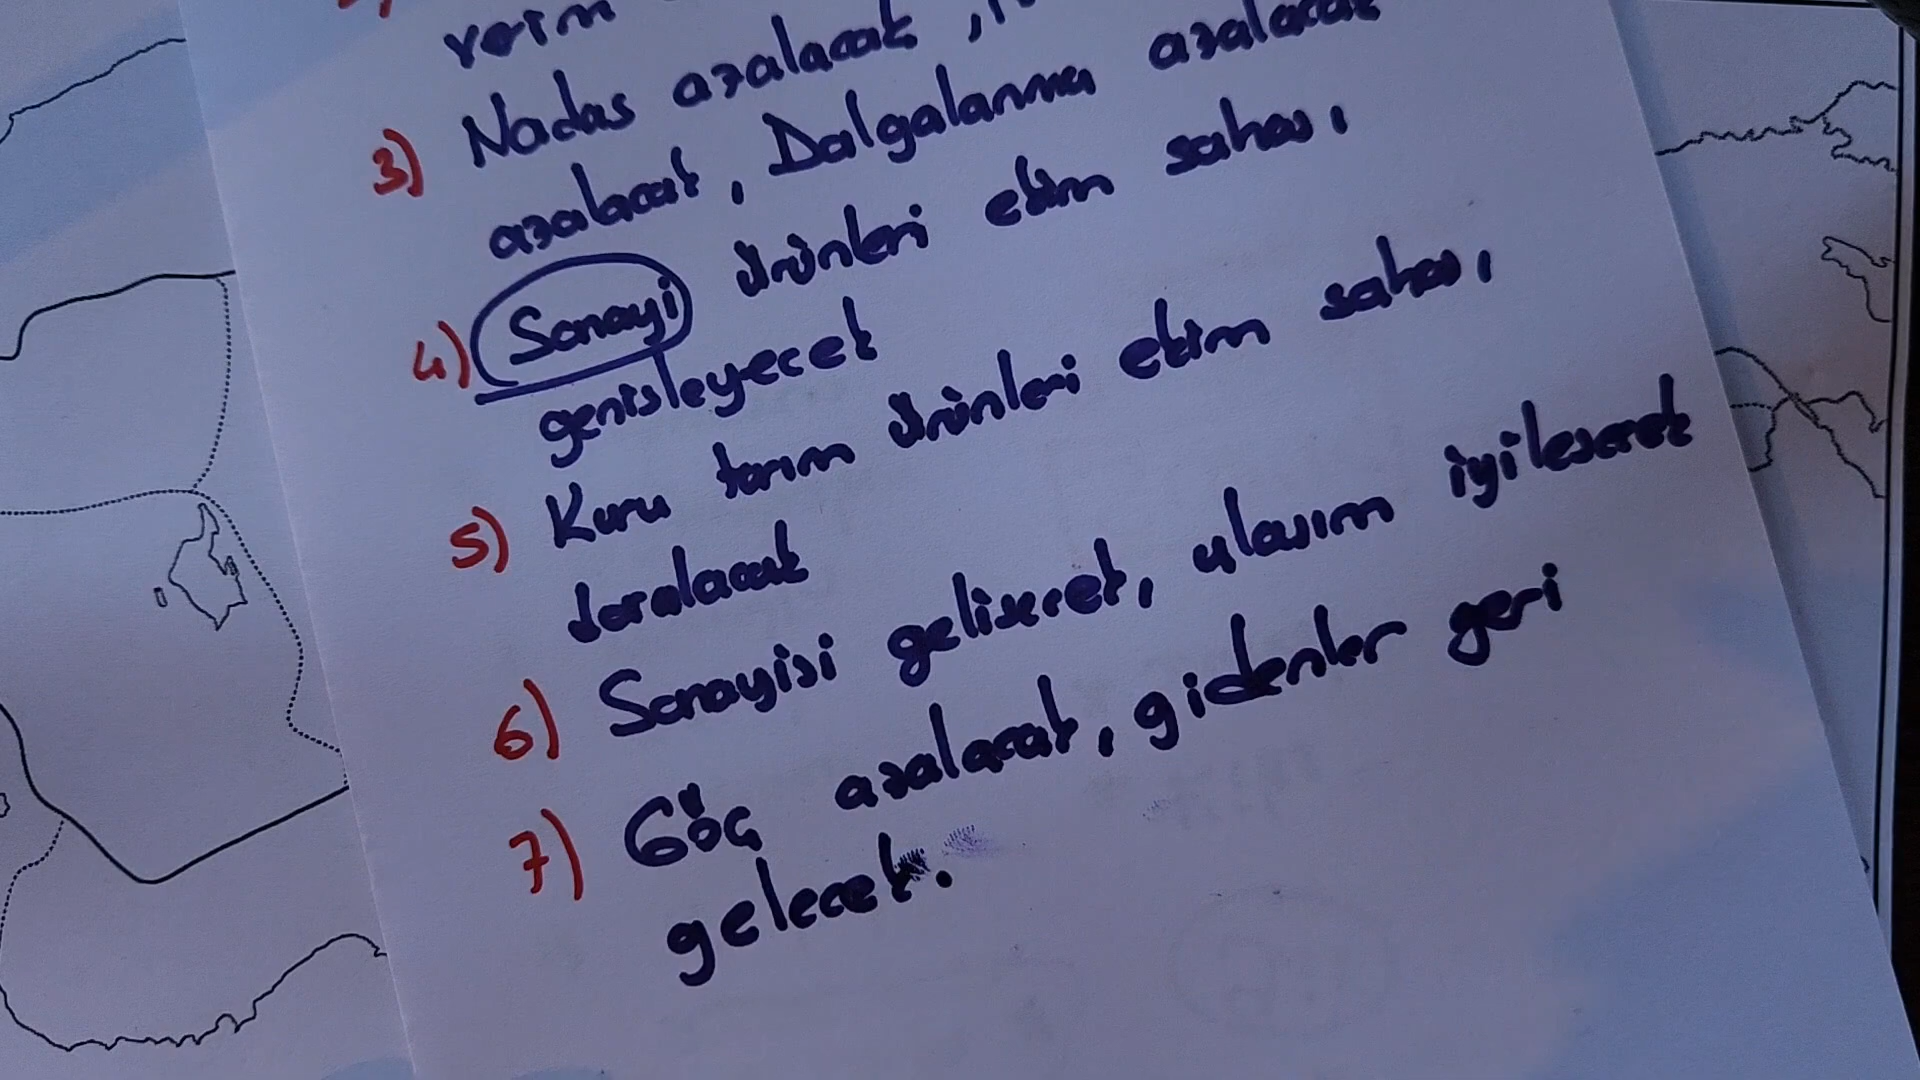 verim
3) Nadas azalacak,
azalacak, Dalgalanma azalacak
4) Sanayi ürünleri ekim sahası
genişleyecek
5) Kuru tarım ürünleri ekim sahası
daralacak
6) Sanayisi gelişecek, ulaşım iyileşecek
7) Göç azalacak, gidenler geri
gelecek.